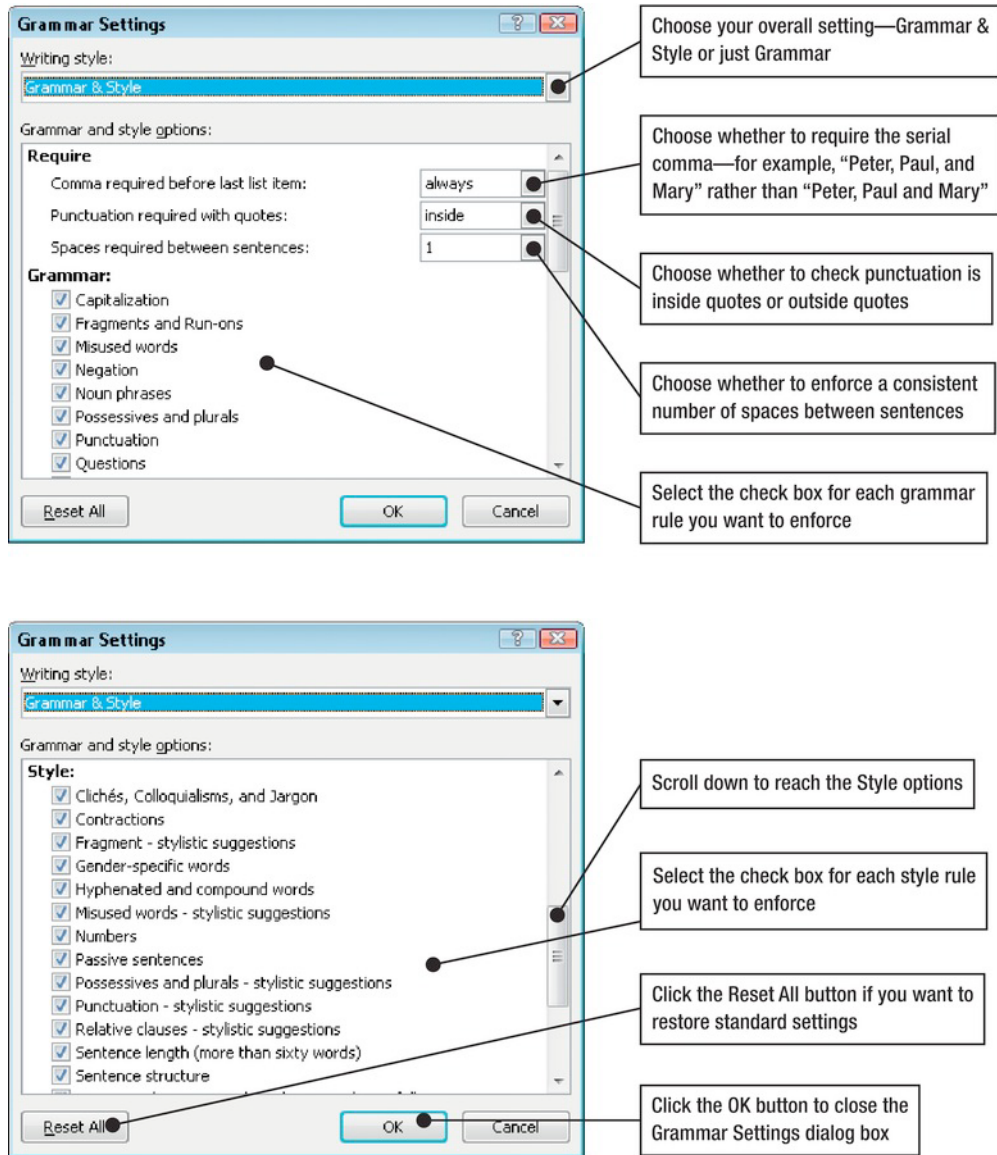 Grammar Settings
Writing style:
Grammar & Style
Grammar and style options:
Require
Comma required before last list item: always
Punctuation required with quotes: inside
Spaces required between sentences: 1
Grammar:
Capitalization
Fragments and Run-ons
Misused words
Negation
Noun phrases
Possessives and plurals
Punctuation
Questions
Reset All
OK
Cancel
Choose your overall setting—Grammar &
Style or just Grammar
Choose whether to require the serial
comma—for example, “Peter, Paul, and
Mary” rather than “Peter, Paul and Mary”
Choose whether to check punctuation is
inside quotes or outside quotes
Choose whether to enforce a consistent
number of spaces between sentences
Select the check box for each grammar
rule you want to enforce
Grammar Settings
Writing style:
Grammar & Style
Grammar and style options:
Style:
Clichés, Colloquialisms, and Jargon
Contractions
Fragment - stylistic suggestions
Gender-specific words
Hyphenated and compound words
Misused words - stylistic suggestions
Numbers
Passive sentences
Possessives and plurals - stylistic suggestions
Punctuation - stylistic suggestions
Relative clauses - stylistic suggestions
Sentence length (more than sixty words)
Sentence structure
Reset All
OK
Cancel
Scroll down to reach the Style options
Select the check box for each style rule
you want to enforce
Click the Reset All button if you want to
restore standard settings
Click the OK button to close the
Grammar Settings dialog box